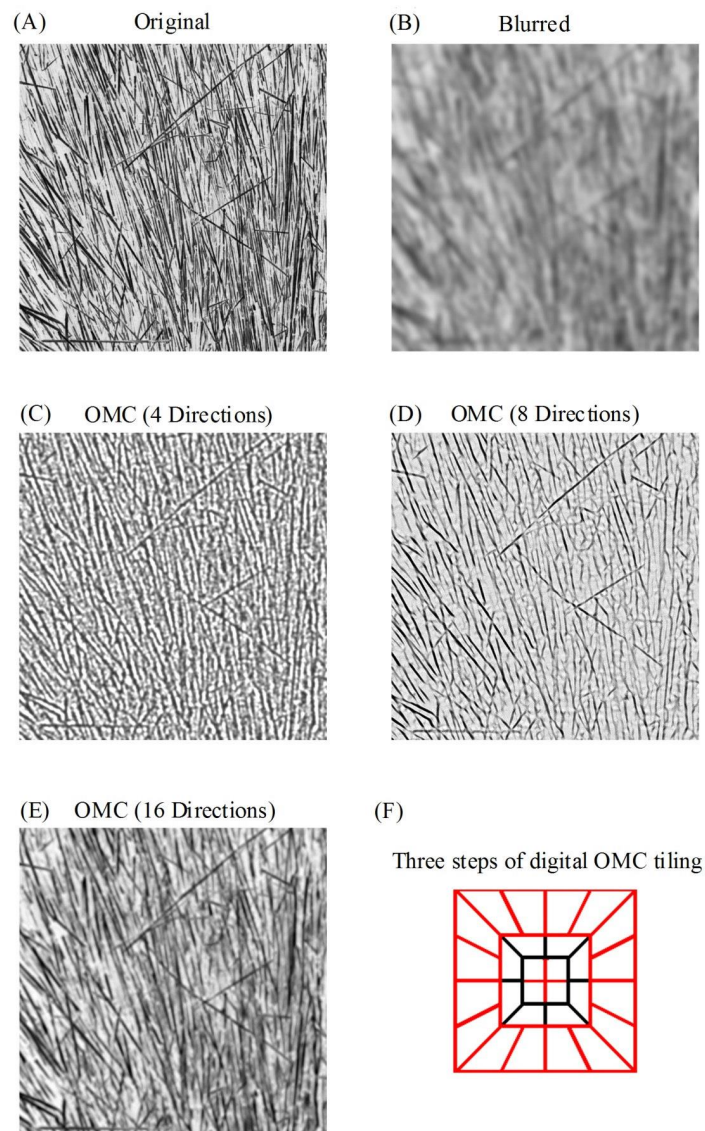 (A) Original
(B) Blurred
(C) OMC (4 Directions)
(D) OMC (8 Directions)
(E) OMC (16 Directions)
(F)
Three steps of digital OMC tiling